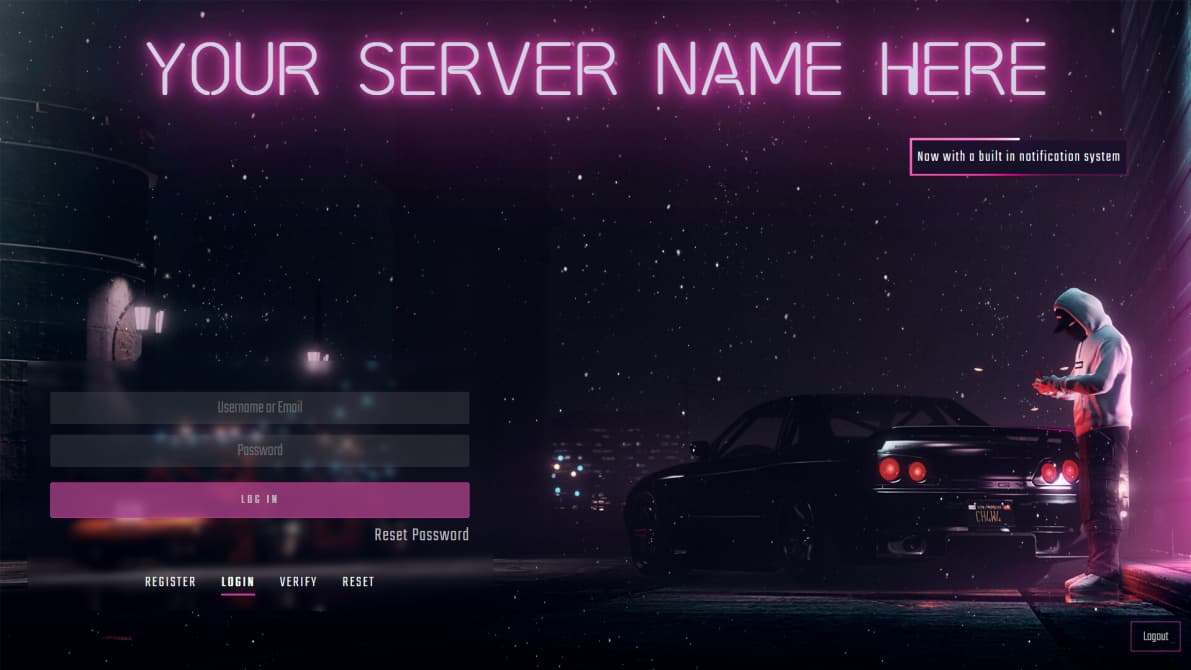 YOUR SERVER NAME HERE
Now with a built in notification system
Username or Email
Password
LOG IN
Reset Password
REGISTER LOGIN VERIFY RESET
Logout